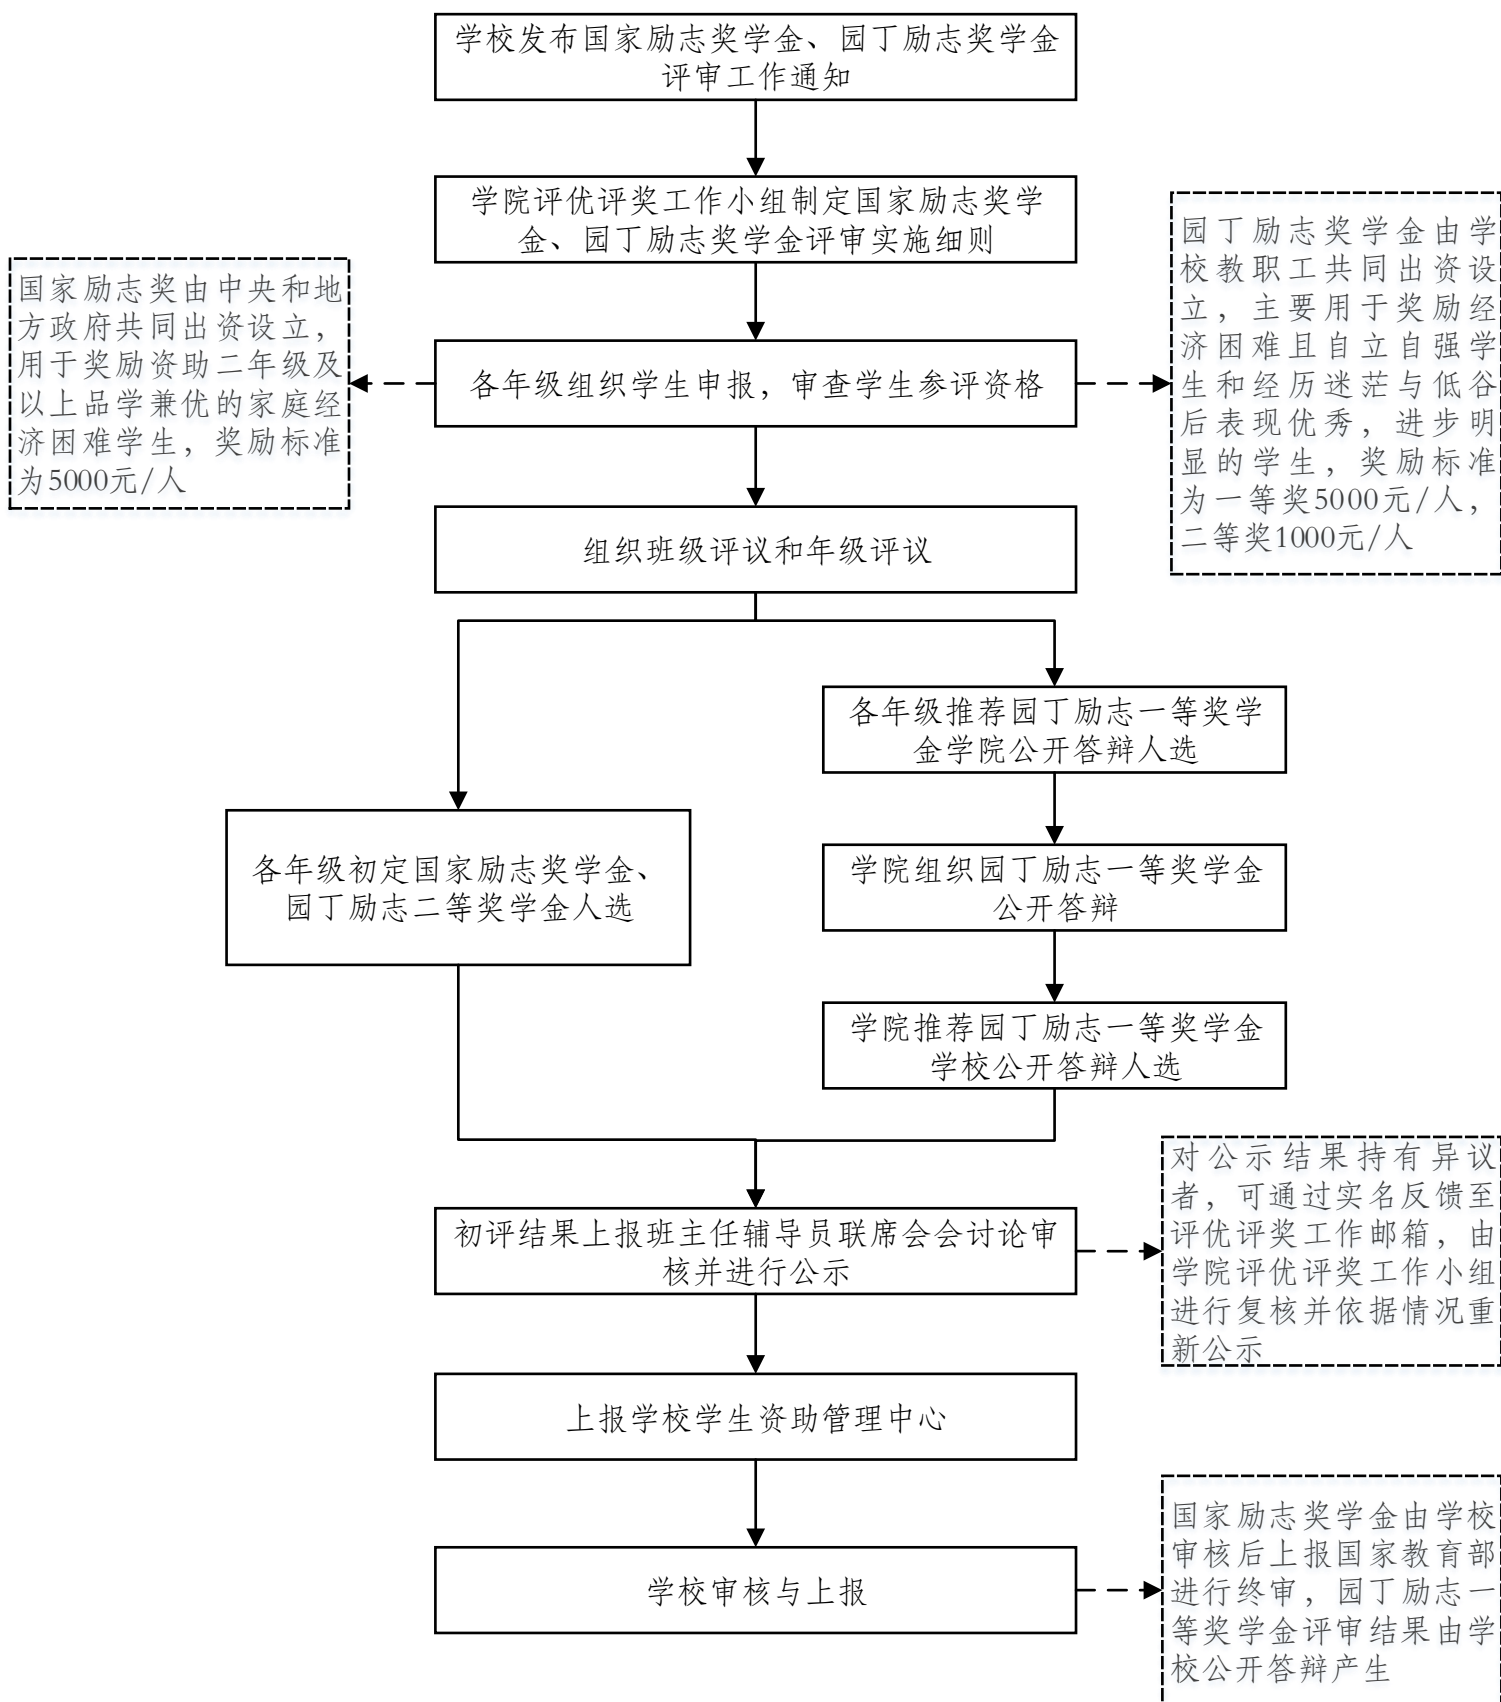 学校发布国家励志奖学金、园丁励志奖学金
评审工作通知
学院评优评奖工作小组制定国家励志奖学
金、园丁励志奖学金评审实施细则
国家励志奖由中央和地
方政府共同出资设立，
用于奖励资助二年级及
以上品学兼优的家庭经
济困难学生，奖励标准
为5000元/人
各年级组织学生申报，审查学生参评资格
园丁励志奖学金由学
校教职工共同出资设
立，主要用于奖励经
济困难且自立自强学
生和经历迷茫与低谷
后表现优秀，进步明
显的学生，奖励标准
为一等奖5000元/人，
二等奖1000元/人
组织班级评议和年级评议
各年级初定国家励志奖学金、
园丁励志二等奖学金人选
各年级推荐园丁励志一等奖学
金学院公开答辩人选
学院组织园丁励志一等奖学金
公开答辩
学院推荐园丁励志一等奖学金
学校公开答辩人选
初评结果上报班主任辅导员联席会会讨论审
核并进行公示
对公示结果持有异议
者，可通过实名反馈至
评优评奖工作邮箱，由
学院评优评奖工作小组
进行复核并依据情况重
新公示
上报学校学生资助管理中心
学校审核与上报
国家励志奖学金由学校
审核后上报国家教育部
进行终审，园丁励志一
等奖学金评审结果由学
校公开答辩产生